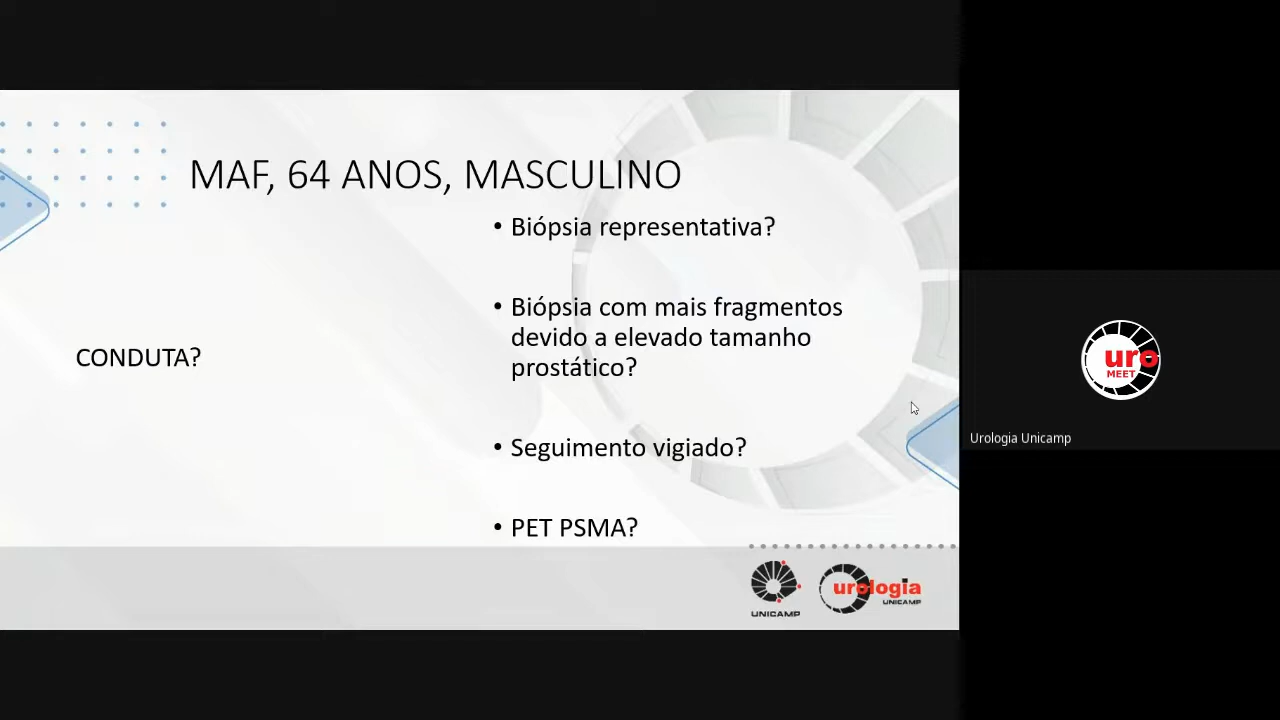 MAF, 64 ANOS, MASCULINO
CONDUTA?
• Biópsia representativa?
• Biópsia com mais fragmentos
devido a elevado tamanho
prostático?
• Seguimento vigiado?
• PET PSMA?
UNICAMP
urologia
UNICAMP
uro
MEET
Urologia Unicamp